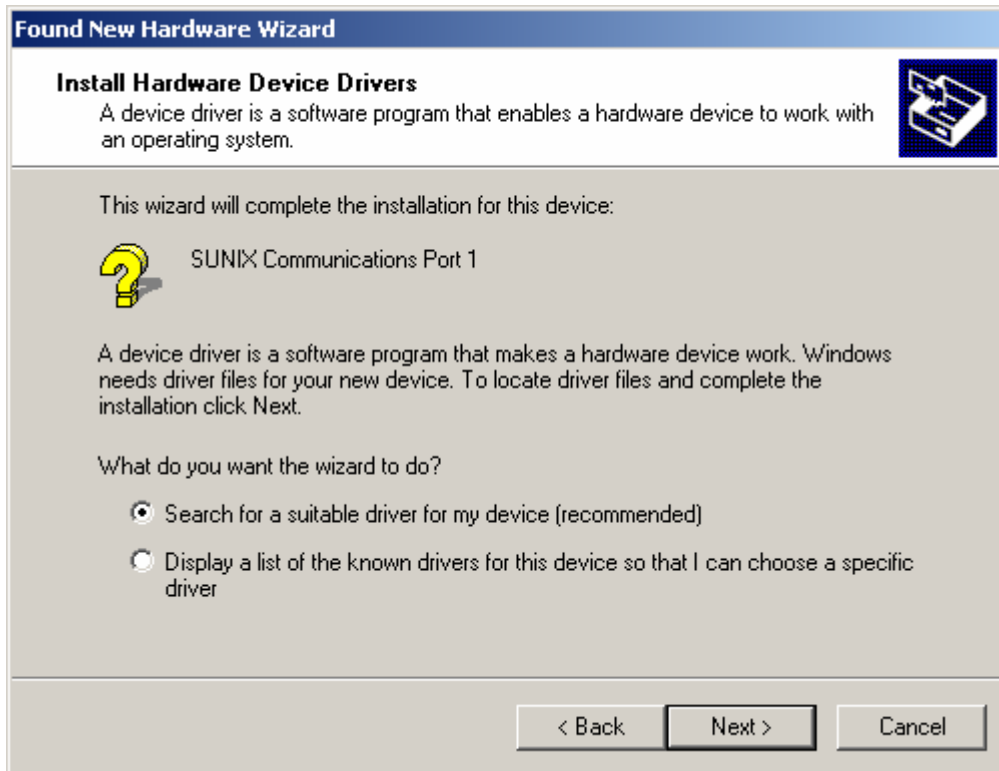 Found New Hardware Wizard
Install Hardware Device Drivers
A device driver is a software program that enables a hardware device to work with
an operating system.
This wizard will complete the installation for this device:
SUNIX Communications Port 1
A device driver is a software program that makes a hardware device work. Windows
needs driver files for your new device. To locate driver files and complete the
installation click Next.
What do you want the wizard to do?
Search for a suitable driver for my device (recommended)
Display a list of the known drivers for this device so that I can choose a specific
driver
< Back
Next >
Cancel